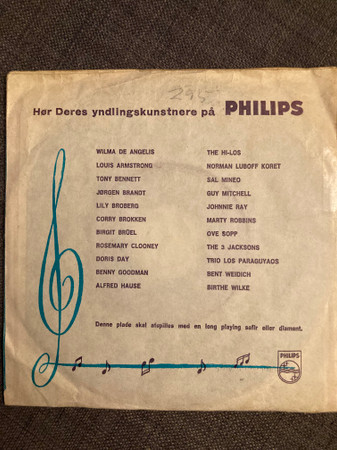 295
Hør Deres yndlingskunstnere på PHILIPS
WILMA DE ANGELIS
LOUIS ARMSTRONG
TONY BENNETT
JØRGEN BRANDT
LILY BROBERG
CORRY BROKKEN
BIRGIT BRÜEL
ROSEMARY CLOONEY
DORIS DAY
BENNY GOODMAN
ALFRED HAUSE
THE HI-LOS
NORMAN LUBOFF KORET
SAL MINEO
GUY MITCHELL
JOHNNIE RAY
MARTY ROBBINS
OVE SOPP
THE 3 JACKSONS
TRIO LOS PARAGUYAOS
BENT WEIDICH
BIRTHE WILKE
Denne plade skal afspilles med en long playing safir eller diamant.
PHILIPS